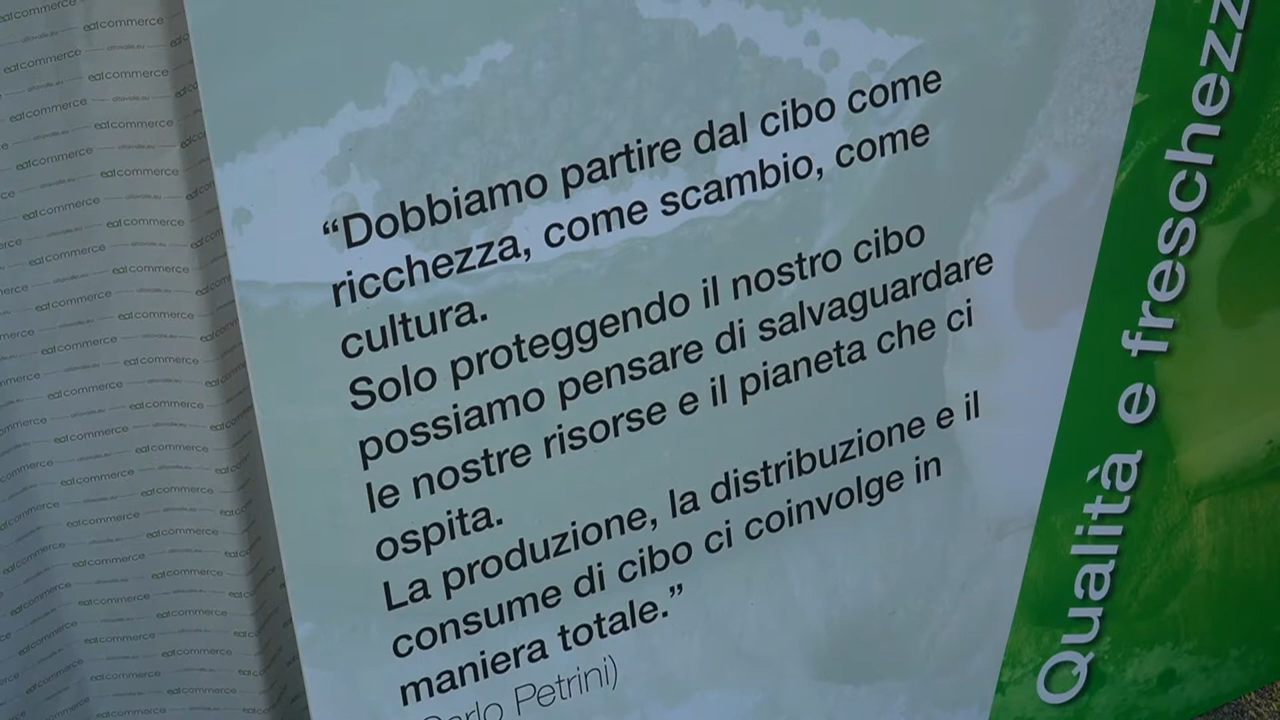 “Dobbiamo partire dal cibo come
ricchezza, come scambio, come
cultura.
Solo proteggendo il nostro cibo
possiamo pensare di salvaguardare
le nostre risorse e il pianeta che ci
ospita.
La produzione, la distribuzione e il
consume di cibo ci coinvolge in
maniera totale.”
Petrini)
Qualità e freschezz
eatcommerce